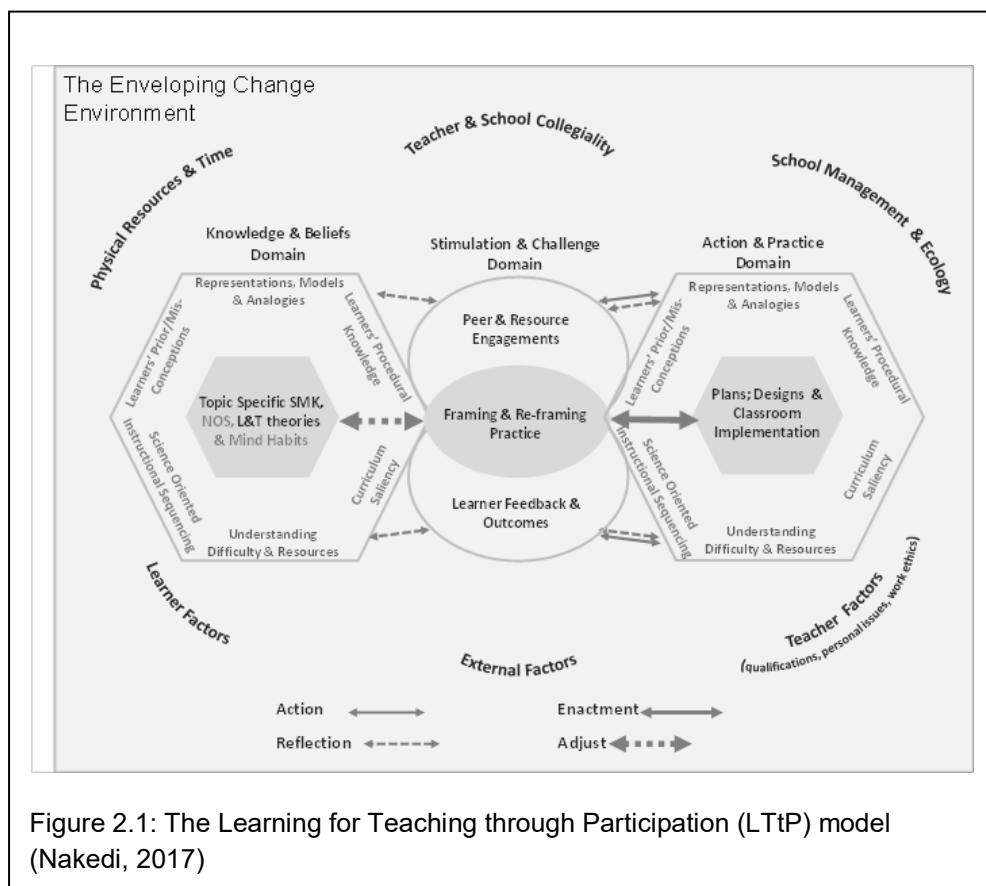 The Enveloping Change
Environment
Teacher & School Collegiality
Physical Resources & Time
School Management & Ecology
Knowledge & Beliefs
Domain
Stimulation & Challenge
Domain
Action & Practice
Domain
Representations, Models
& Analogies
Learners' Prior/Mis-
Conceptions
Learners' Procedural
Knowledge
Topic Specific SMK,
NOS, L&T theories
& Mind Habits
Science Oriented
Instructional Sequencing
Curriculum
Saliency
Understanding
Difficulty & Resources
Peer & Resource
Engagements
Framing & Re-framing
Practice
Learner Feedback &
Outcomes
Representations, Models
& Analogies
Learners' Prior/Mis-
Conceptions
Learners' Procedural
Knowledge
Plans; Designs &
Classroom
Implementation
Science Oriented
Instructional Sequencing
Curriculum
Saliency
Understanding
Difficulty & Resources
Learner Factors
External Factors
Teacher Factors
(qualifications, personal issues, work ethics)
Action
Enactment
Reflection
Adjust
Figure 2.1: The Learning for Teaching through Participation (LTtP) model
(Nakedi, 2017)